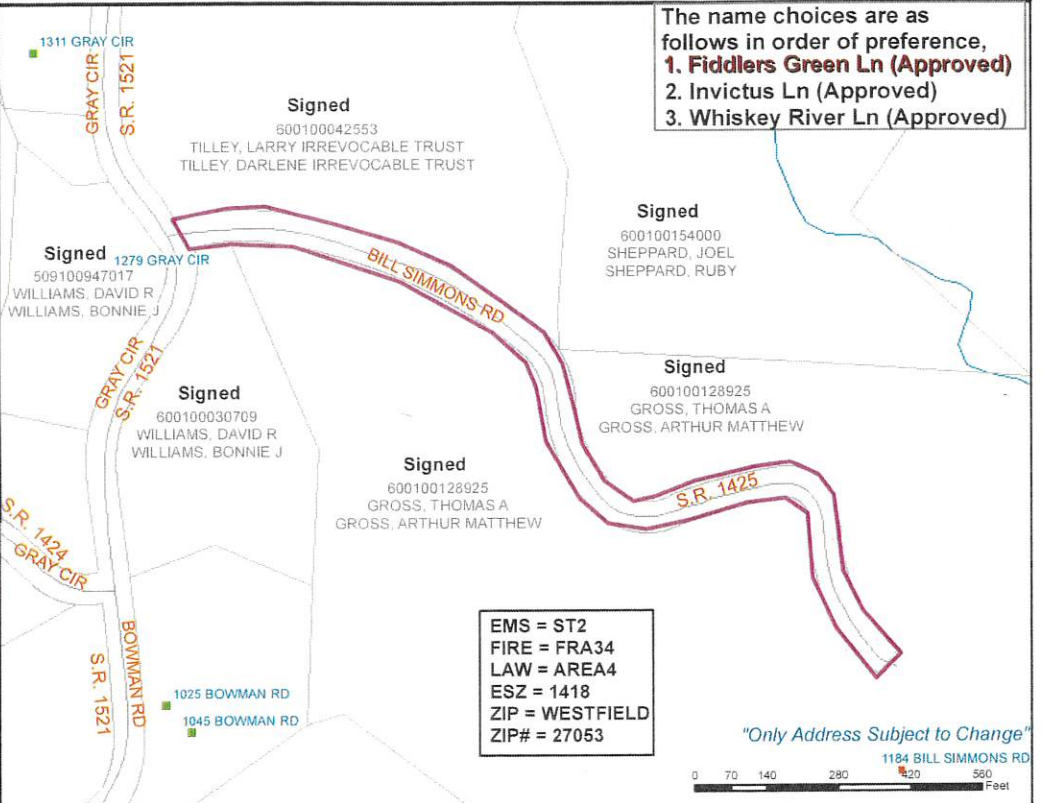 The name choices are as
follows in order of preference,
1. Fiddlers Green Ln (Approved)
2. Invictus Ln (Approved)
3. Whiskey River Ln (Approved)
1311 GRAY CIR
GRAY CIR
S.R. 1521
Signed
600100042553
TILLEY, LARRY IRREVOCABLE TRUST
TILLEY, DARLENE IRREVOCABLE TRUST
Signed
600100154000
SHEPPARD, JOEL
SHEPPARD, RUBY
Signed
509100947017
WILLIAMS, DAVID R
WILLIAMS, BONNIE J
1279 GRAY CIR
BILL SIMMONS RD
GRAY CIR
S.R. 1521
Signed
600100128925
GROSS, THOMAS A
GROSS, ARTHUR MATTHEW
Signed
600100030709
WILLIAMS, DAVID R
WILLIAMS, BONNIE J
Signed
600100128925
GROSS, THOMAS A
GROSS, ARTHUR MATTHEW
S.R. 1425
S.R. 1424
GRAY CIR
BOWMAN RD
S.R. 1521
1025 BOWMAN RD
1045 BOWMAN RD
EMS = ST2
FIRE = FRA34
LAW = AREA4
ESZ = 1418
ZIP = WESTFIELD
ZIP# = 27053
"Only Address Subject to Change"
1184 BILL SIMMONS RD
0 70 140 280 420 560
Feet